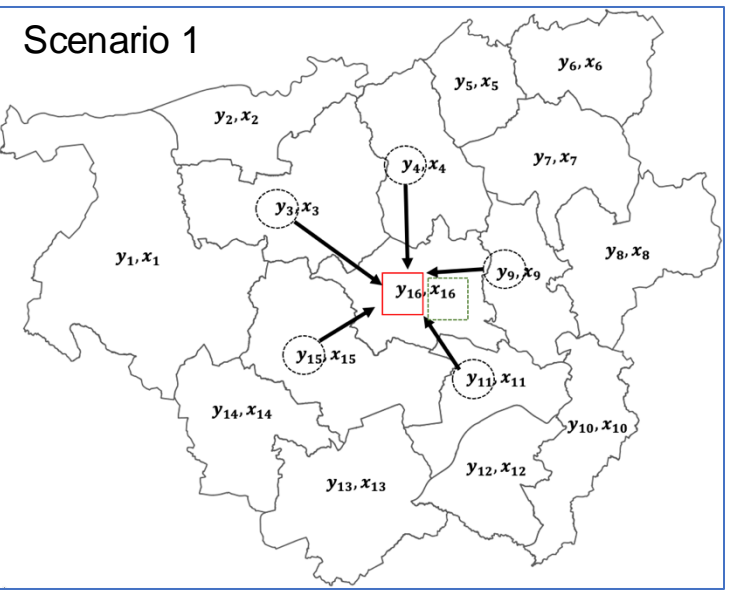 Scenario 1
y₆, x₆
y₅, x₅
y₂, x₂
y₄, x₄
y₇, x₇
y₃, x₃
y₁, x₁
y₈, x₈
y₉, x₉
y₁₆, x₁₆
y₁₅, x₁₅
y₁₁, x₁₁
y₁₄, x₁₄
y₁₀, x₁₀
y₁₂, x₁₂
y₁₃, x₁₃